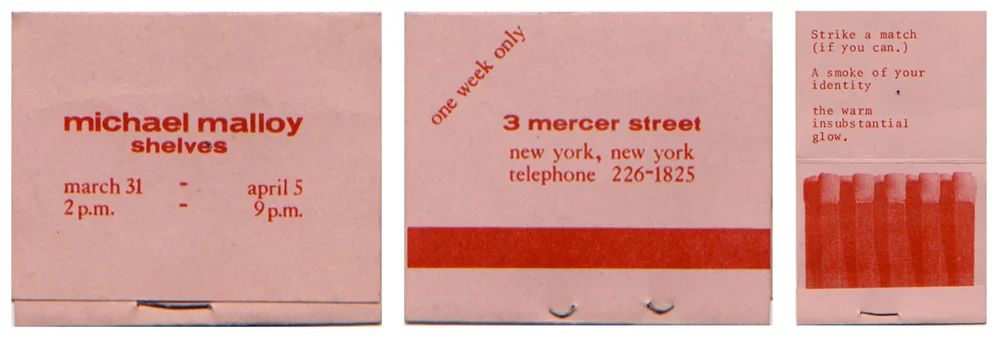 michael malloy
shelves
march 31 - april 5
2 p.m. - 9 p.m.
one week only
3 mercer street
new york, new york
telephone 226-1825
Strike a match
(if you can.)
A smoke of your
identity
the warm
insubstantial
glow.